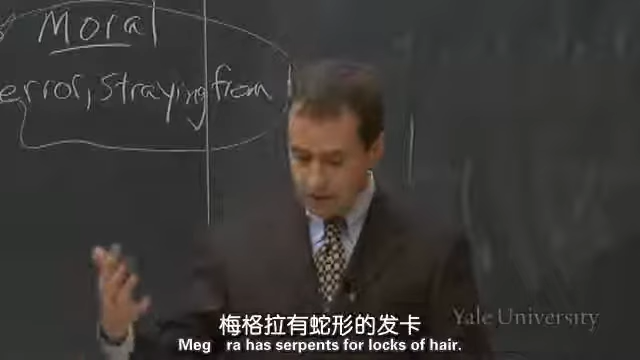 Moral
error, straying from
Yale University
梅格拉有蛇形的发卡
Meg ra has serpents for locks of hair.